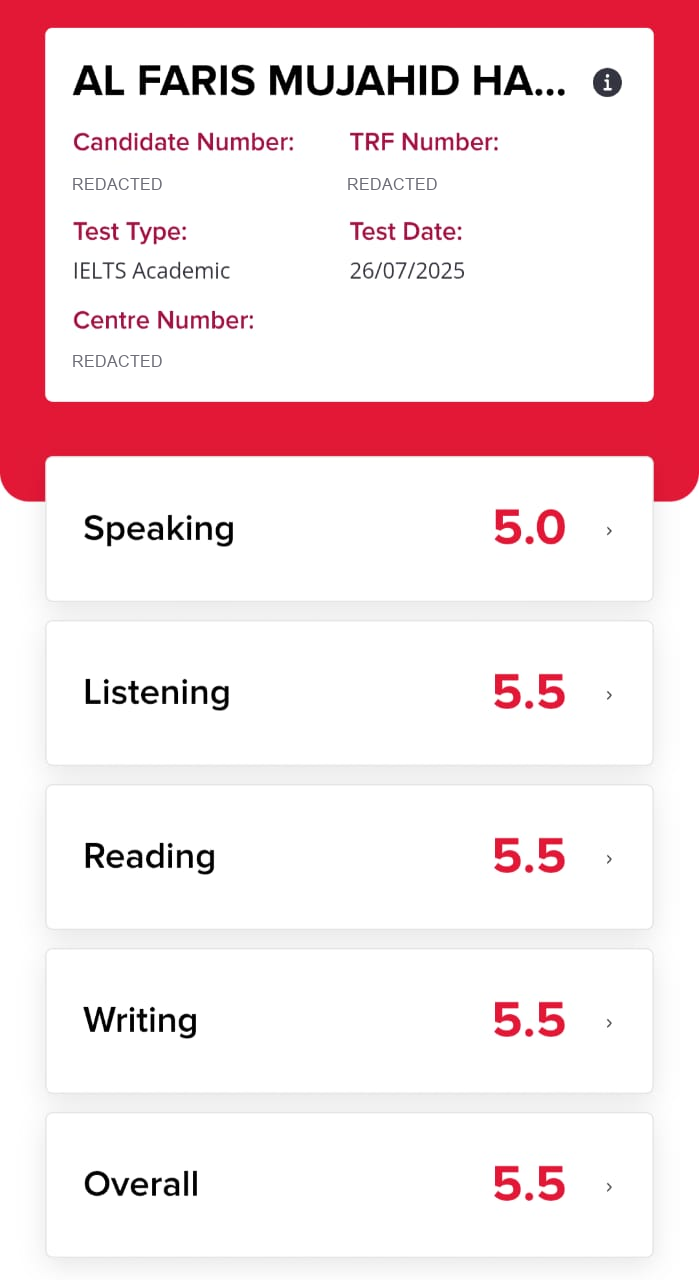 AL FARIS MUJAHID HA...
Candidate Number: TRF Number:
REDACTED REDACTED
Test Type: Test Date:
IELTS Academic 26/07/2025
Centre Number:
REDACTED
Speaking 5.0
Listening 5.5
Reading 5.5
Writing 5.5
Overall 5.5